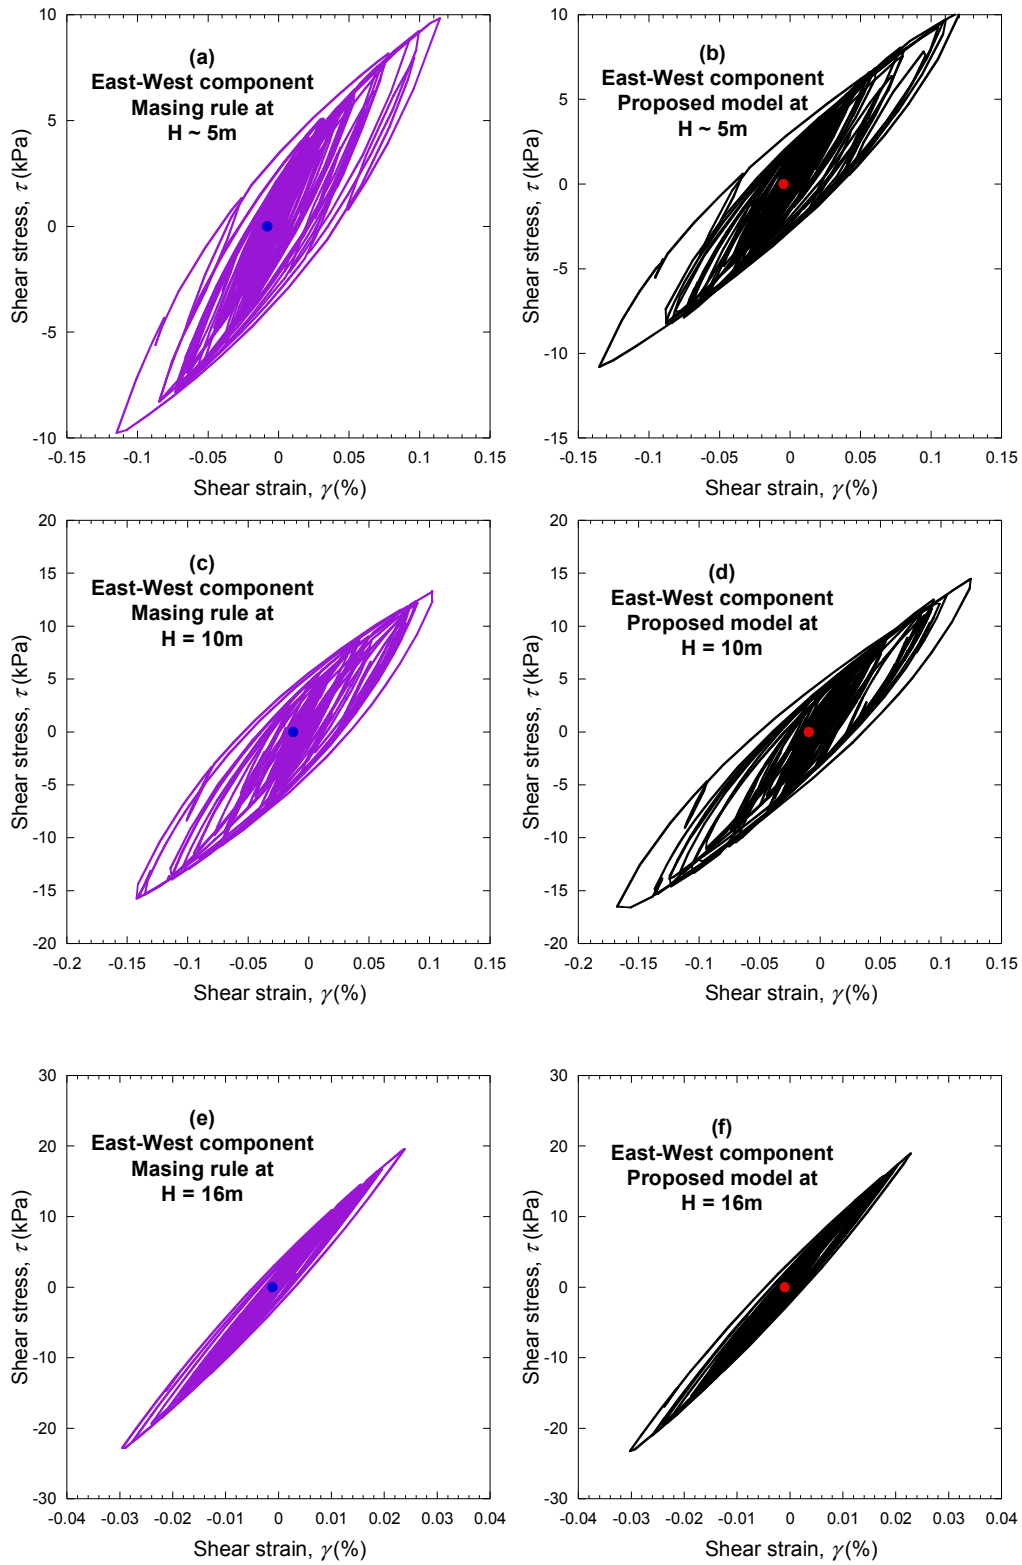 10
5
0
-5
-10
-0.15 -0.1 -0.05 0 0.05 0.1 0.15
Shear stress, τ (kPa)
Shear strain, γ(%)
(a)
East-West component
Masing rule at
H ~ 5m
10
5
0
-5
-10
-15
-0.15 -0.1 -0.05 0 0.05 0.1 0.15
Shear stress, τ (kPa)
Shear strain, γ(%)
(b)
East-West component
Proposed model at
H ~ 5m
20
15
10
5
0
-5
-10
-15
-20
-0.2 -0.15 -0.1 -0.05 0 0.05 0.1 0.15
Shear stress, τ (kPa)
Shear strain, γ(%)
(c)
East-West component
Masing rule at
H = 10m
20
15
10
5
0
-5
-10
-15
-20
-0.2 -0.15 -0.1 -0.05 0 0.05 0.1 0.15
Shear stress, τ (kPa)
Shear strain, γ(%)
(d)
East-West component
Proposed model at
H = 10m
30
20
10
0
-10
-20
-30
-0.04 -0.03 -0.02 -0.01 0 0.01 0.02 0.03 0.04
Shear stress, τ (kPa)
Shear strain, γ(%)
(e)
East-West component
Masing rule at
H = 16m
30
20
10
0
-10
-20
-30
-0.04 -0.03 -0.02 -0.01 0 0.01 0.02 0.03 0.04
Shear stress, τ (kPa)
Shear strain, γ(%)
(f)
East-West component
Proposed model at
H = 16m